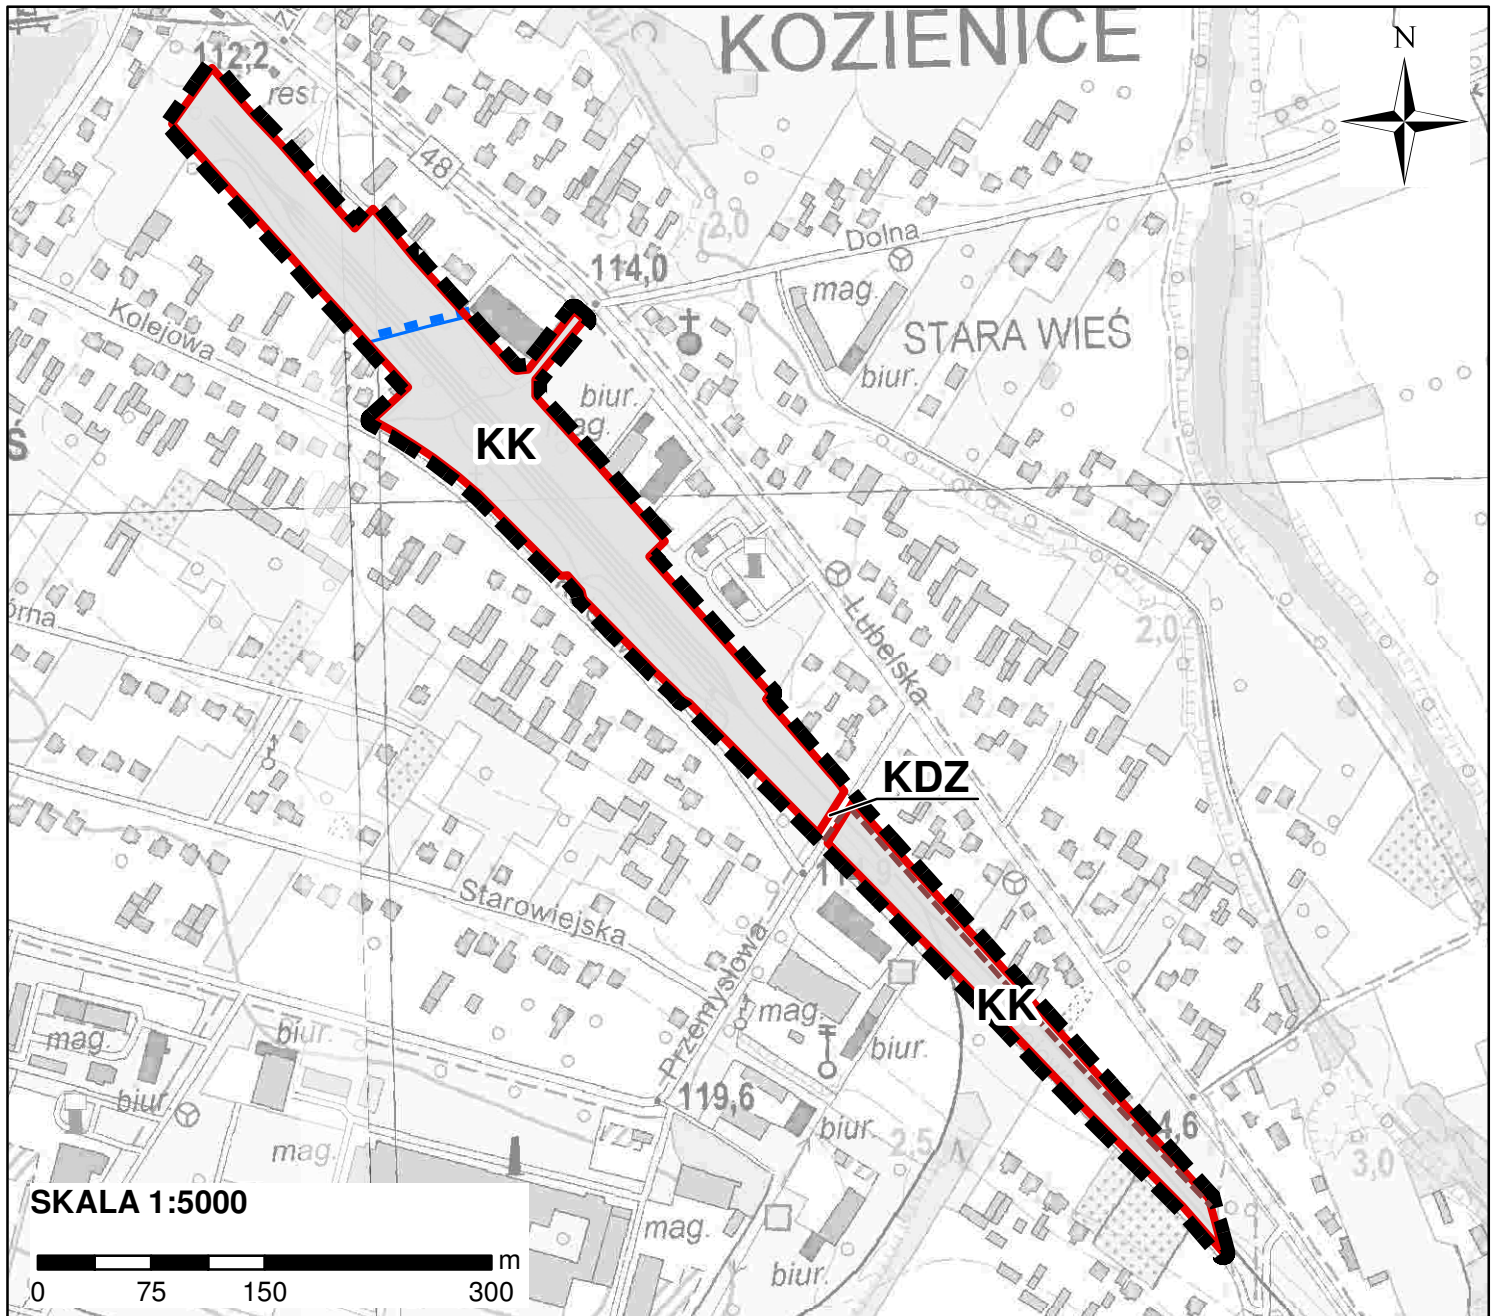 KOZIENICE
N
112,2
rest.
48
2,0
Dolna
114,0
mag.
STARA WIEŚ
Kolejowa
biur.
biur.
mag.
KK
Ś
Lubelska
2,0
órna
KDZ
Starowiejska
Przemysłowa
KK
mag.
biur.
mag.
biur.
biur
119,6
biur.
2,5
4,6
3,0
mag.
mag.
biur.
SKALA 1:5000
m
0 75 150 300